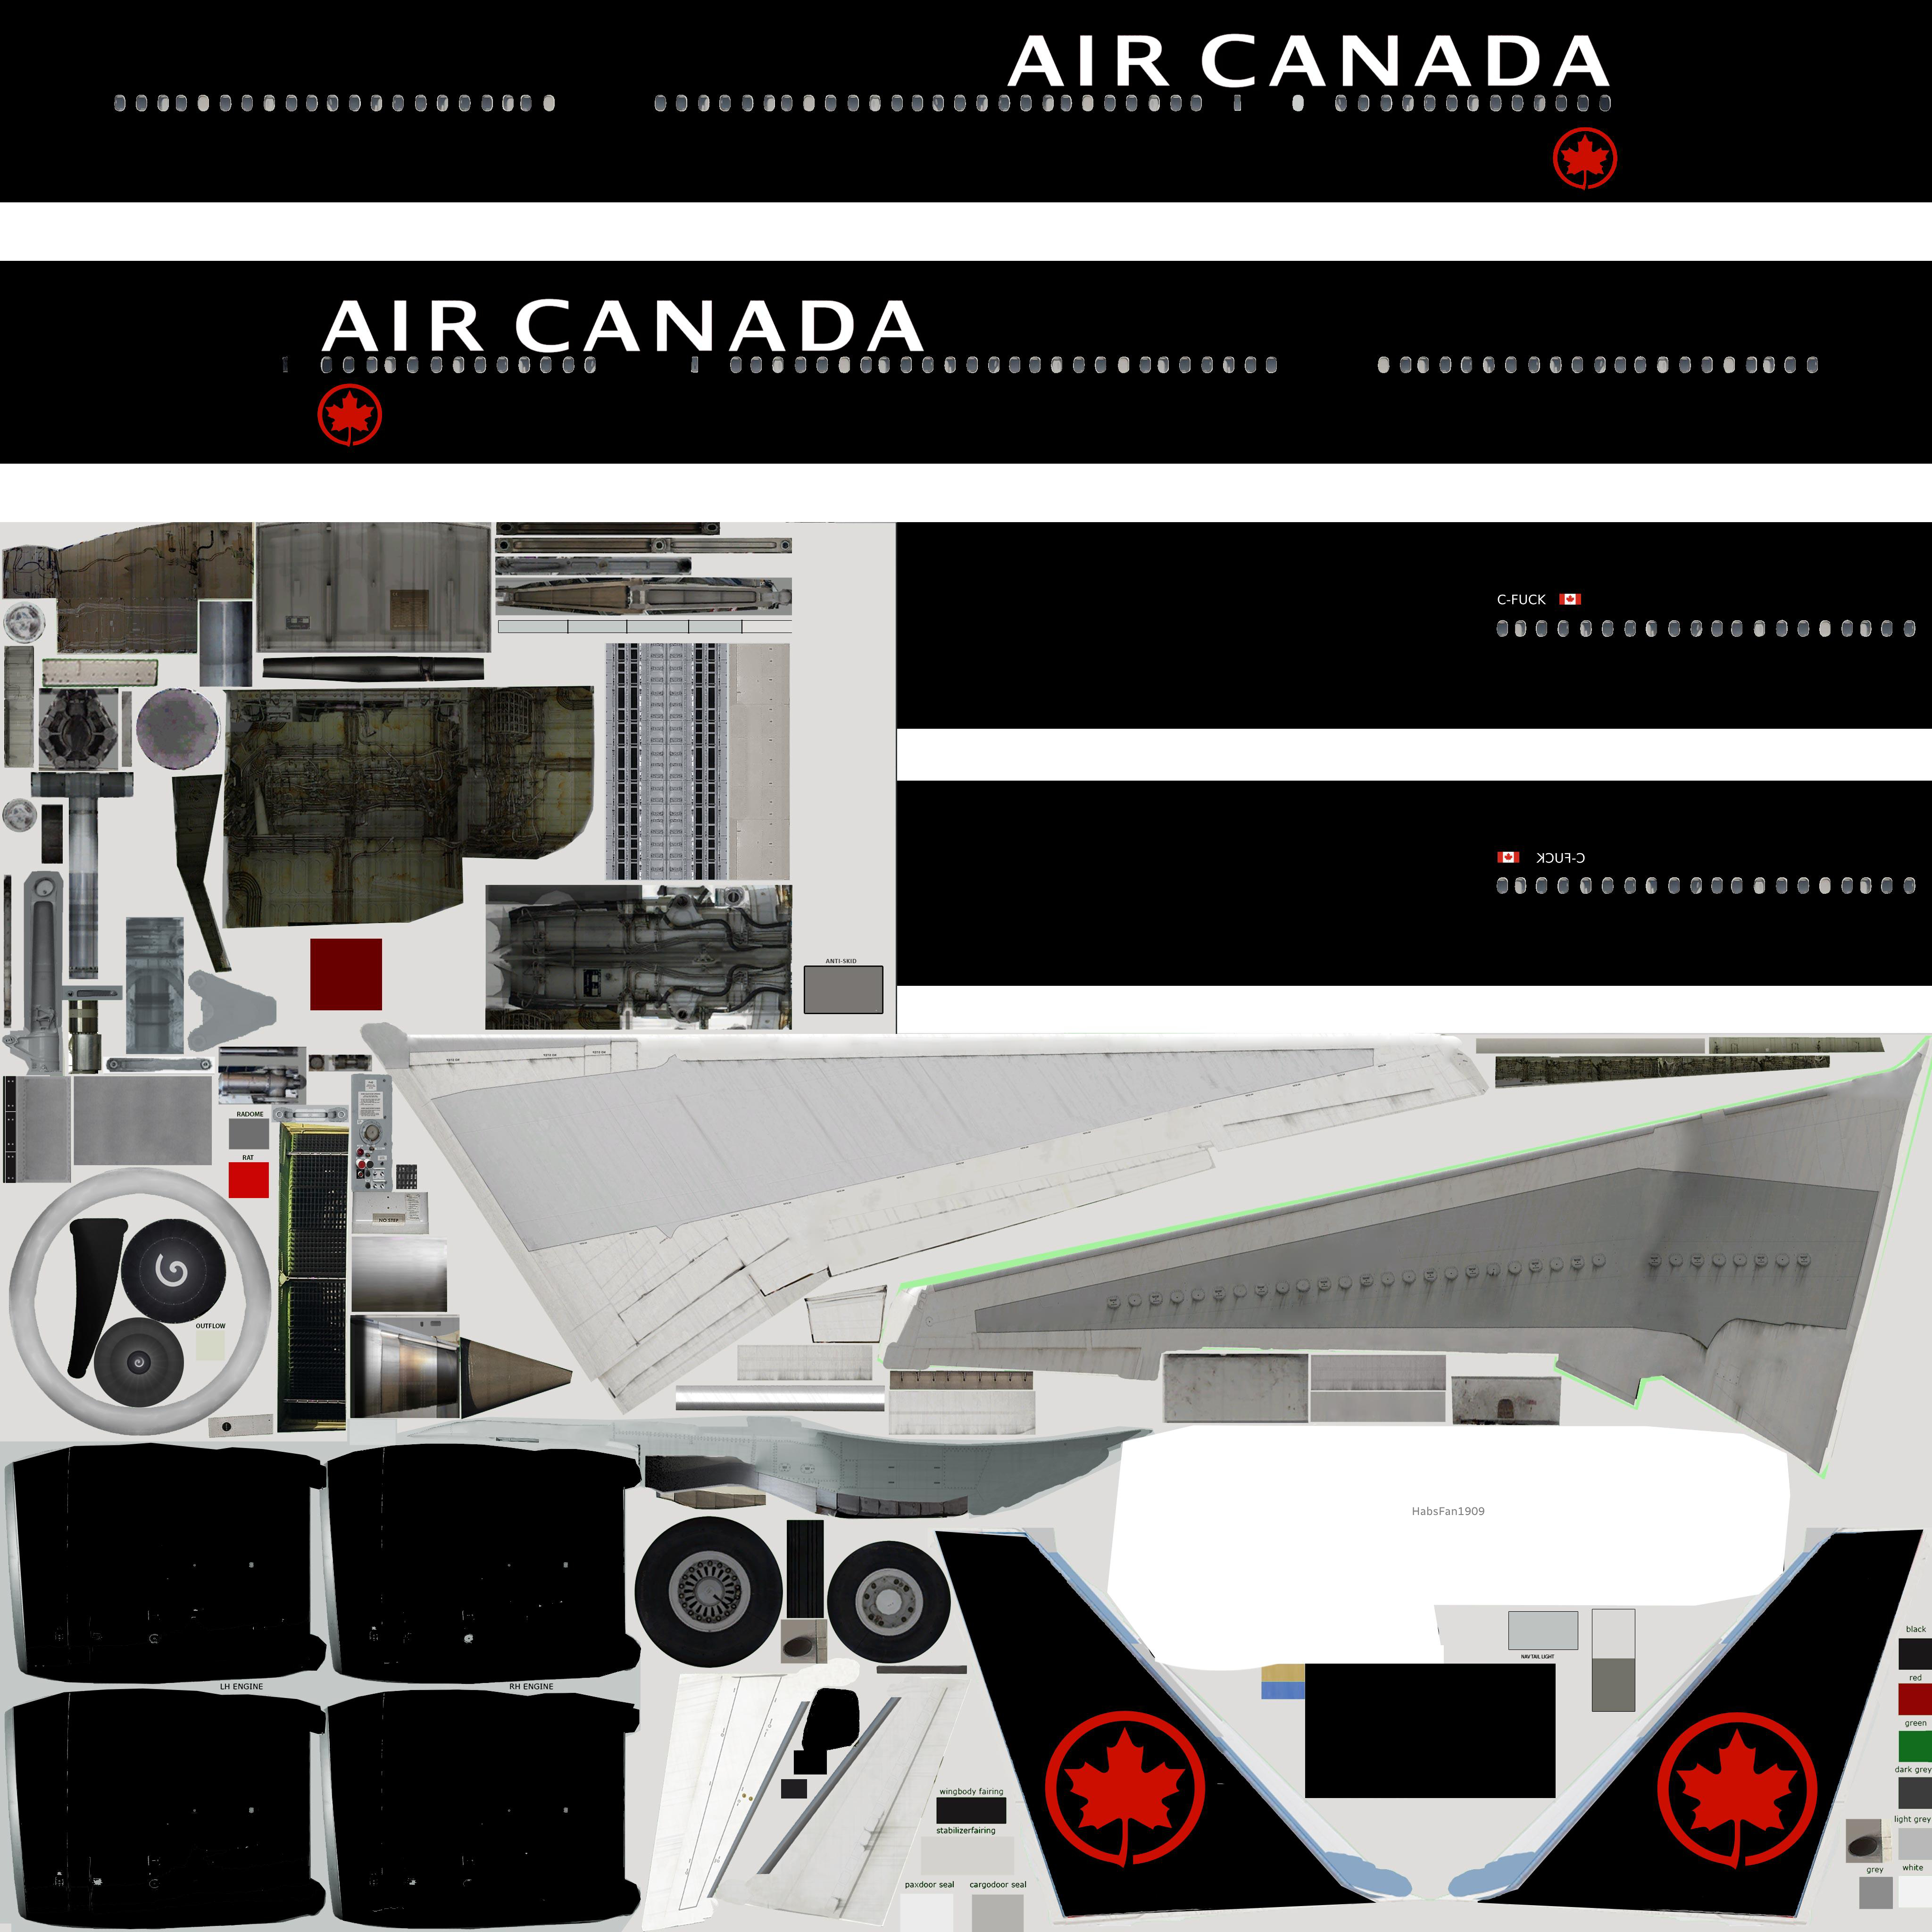 AIR CANADA
AIR CANADA
C-FUCK
C-FUCK
ANTI-SKID
RADOME
RAT
NO STEP
OUTFLOW
HabsFan1909
LH ENGINE
RH ENGINE
NAV TAIL LIGHT
black
red
green
dark grey
light grey
grey
white
wingbody fairing
stabilizerfairing
paxdoor seal
cargodoor seal